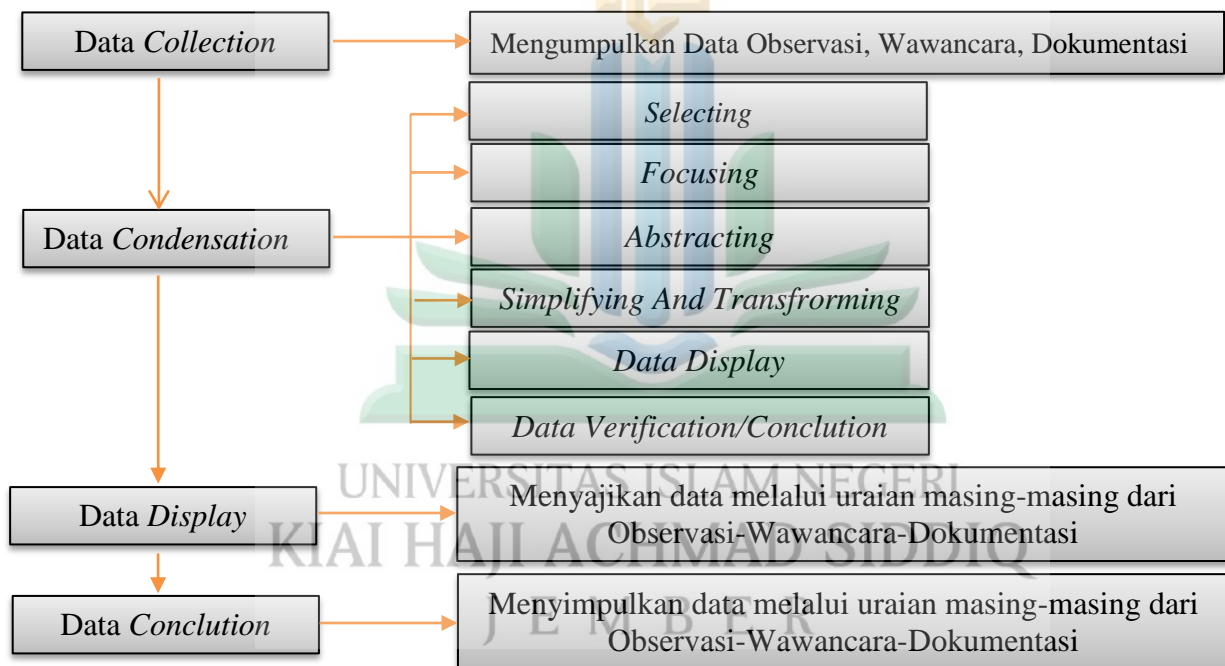 Data Collection
Mengumpulkan Data Observasi, Wawancara, Dokumentasi
Selecting
Focusing
Data Condensation
Abstracting
Simplifying And Transfrorming
Data Display
Data Verification/Conclution
UNIVERSITAS ISLAM NEGERI
Data Display
Menyajikan data melalui uraian masing-masing dari
Observasi-Wawancara-Dokumentasi
KIAI HAJI ACHMAD SIDDIQ
Data Conclution
Menyimpulkan data melalui uraian masing-masing dari
Observasi-Wawancara-Dokumentasi
J E M B E R